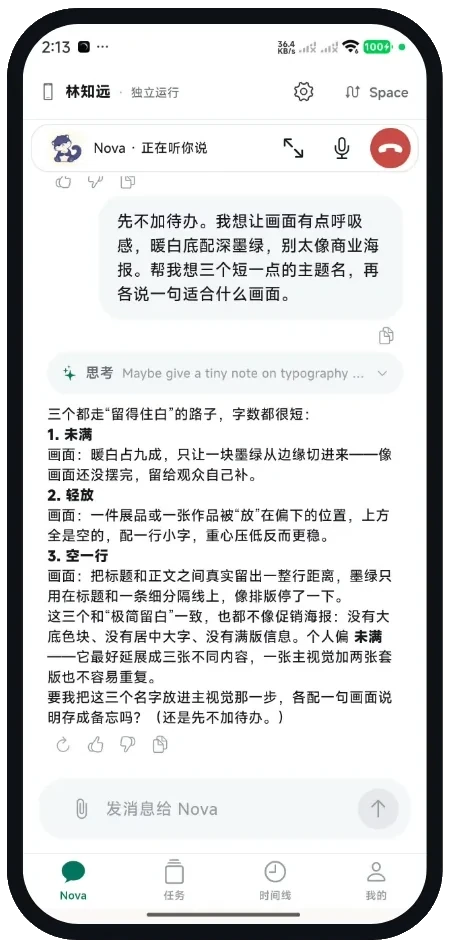 2:13 ···
36.4 KB/s
100
林知远 · 独立运行
Space
Nova · 正在听你说
先不加待办。我想让画面有点呼吸
感，暖白底配深墨绿，别太像商业海
报。帮我想三个短一点的主题名，再
各说一句适合什么画面。
思考 Maybe give a tiny note on typography ...
三个都走“留得住白”的路子，字数都很短：
1. 未满
画面：暖白占九成，只让一块墨绿从边缘切进来——像
画面还没摆完，留给观众自己补。
2. 轻放
画面：一件展品或一张作品被“放”在偏下的位置，上方
全是空的，配一行小字，重心压低反而更稳。
3. 空一行
画面：把标题和正文之间真实留出一整行距离，墨绿只
用在标题和一条细分隔线上，像排版停了一下。
这三个和“极简留白”一致，也都不像促销海报：没有大
底色块、没有居中大字、没有满版信息。个人偏 未满
——它最好延展成三张不同内容，一张主视觉加两张套
版也不容易重复。
要我把这三个名字放进主视觉那一步，各配一句画面说
明存成备忘吗？（还是先不加待办。）
发消息给 Nova
Nova
任务
时间线
我的